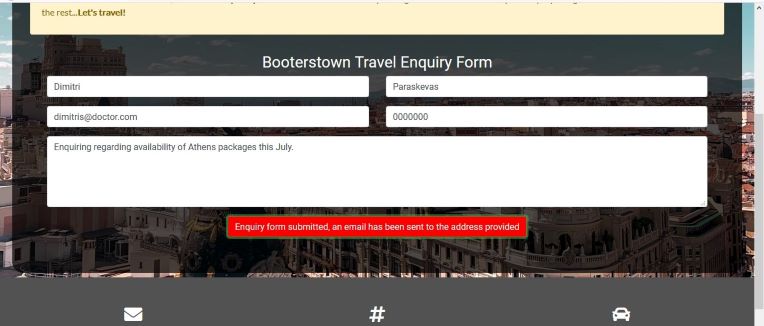 the rest...Let's travel!
Booterstown Travel Enquiry Form
Dimitri
Paraskevas
dimitris@doctor.com
0000000
Enquiring regarding availability of Athens packages this July.
Enquiry form submitted, an email has been sent to the address provided
#